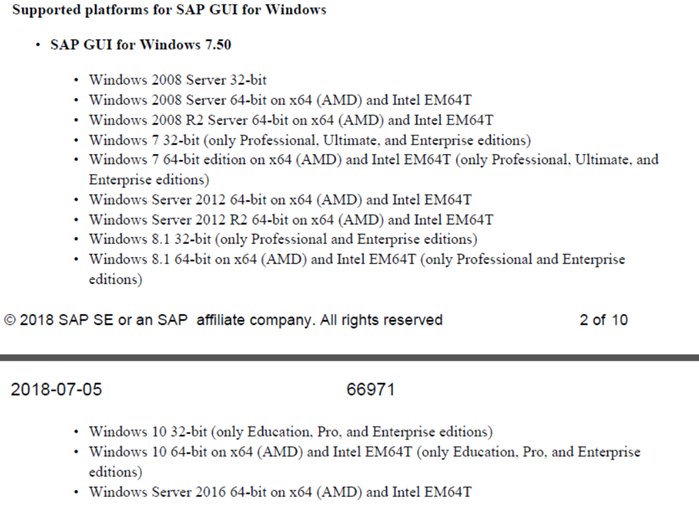 Supported platforms for SAP GUI for Windows
• SAP GUI for Windows 7.50
• Windows 2008 Server 32-bit
• Windows 2008 Server 64-bit on x64 (AMD) and Intel EM64T
• Windows 2008 R2 Server 64-bit on x64 (AMD) and Intel EM64T
• Windows 7 32-bit (only Professional, Ultimate, and Enterprise editions)
• Windows 7 64-bit edition on x64 (AMD) and Intel EM64T (only Professional, Ultimate, and
Enterprise editions)
• Windows Server 2012 64-bit on x64 (AMD) and Intel EM64T
• Windows Server 2012 R2 64-bit on x64 (AMD) and Intel EM64T
• Windows 8.1 32-bit (only Professional and Enterprise editions)
• Windows 8.1 64-bit on x64 (AMD) and Intel EM64T (only Professional and Enterprise
editions)
© 2018 SAP SE or an SAP affiliate company. All rights reserved 2 of 10
2018-07-05 66971
• Windows 10 32-bit (only Education, Pro, and Enterprise editions)
• Windows 10 64-bit on x64 (AMD) and Intel EM64T (only Education, Pro, and Enterprise
editions)
• Windows Server 2016 64-bit on x64 (AMD) and Intel EM64T